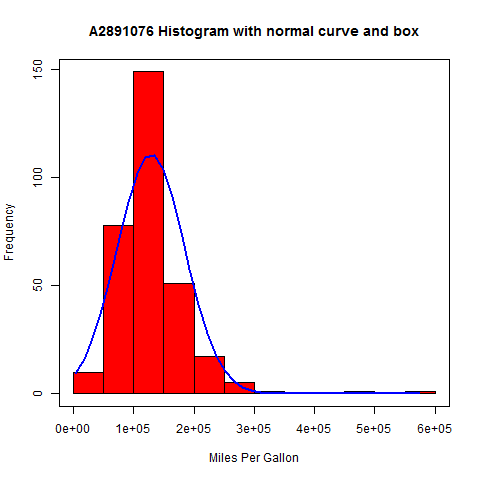 A2891076 Histogram with normal curve and box
Frequency
150
100
50
0
0e+00 1e+05 2e+05 3e+05 4e+05 5e+05 6e+05
Miles Per Gallon